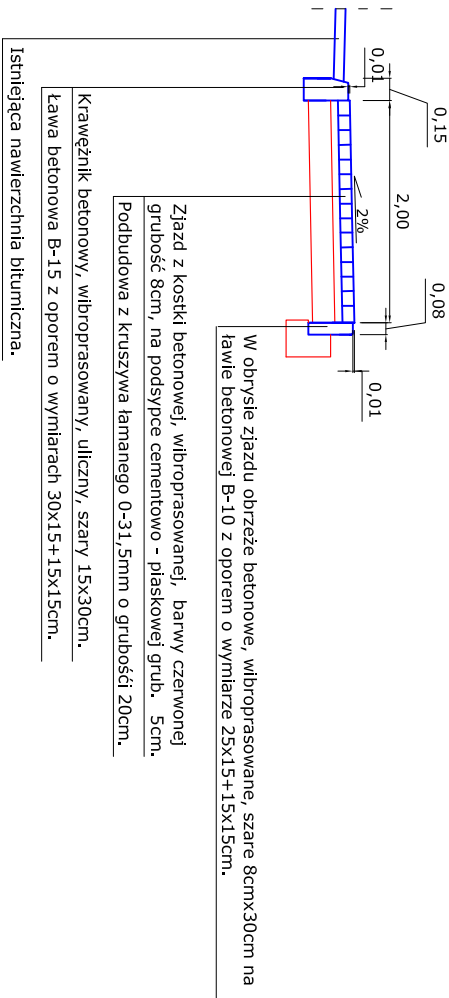 0,15
2,00
0,08
0,01
2%
0,01
W obrysie zjazdu obrzeże betonowe, wibroprasowane, szare 8cmx30cm na
ławie betonowej B-10 z oporem o wymiarze 25x15+15x15cm.
Zjazd z kostki betonowej, wibroprasowanej, barwy czerwonej
grubość 8cm, na podsypce cementowo - piaskowej grub. 5cm.
Podbudowa z kruszywa łamanego 0-31,5mm o grubośći 20cm.
Krawężnik betonowy, wibroprasowany, uliczny, szary 15x30cm.
Ława betonowa B-15 z oporem o wymiarach 30x15+15x15cm.
Istniejąca nawierzchnia bitumiczna.